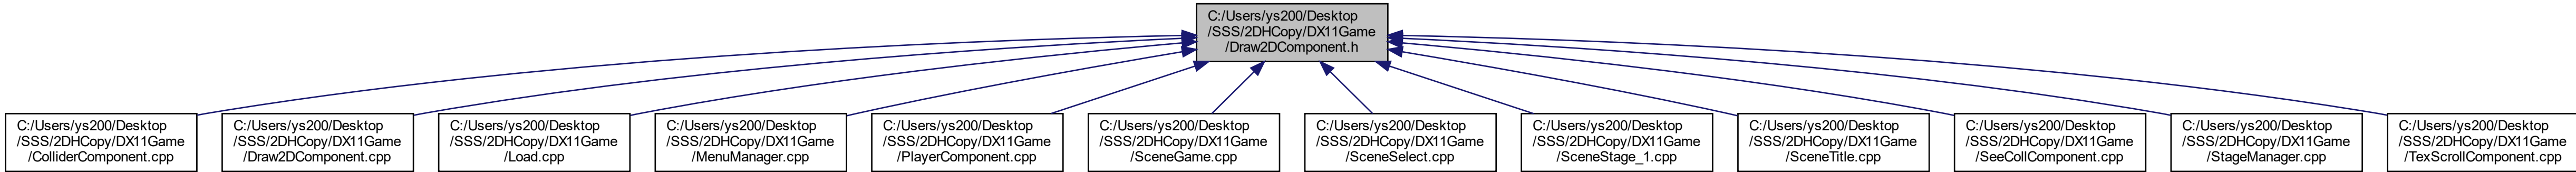 C:/Users/ys200/Desktop
/SSS/2DHCopy/DX11Game
/Draw2DComponent.h
C:/Users/ys200/Desktop
/SSS/2DHCopy/DX11Game
/ColliderComponent.cpp
C:/Users/ys200/Desktop
/SSS/2DHCopy/DX11Game
/Draw2DComponent.cpp
C:/Users/ys200/Desktop
/SSS/2DHCopy/DX11Game
/Load.cpp
C:/Users/ys200/Desktop
/SSS/2DHCopy/DX11Game
/MenuManager.cpp
C:/Users/ys200/Desktop
/SSS/2DHCopy/DX11Game
/PlayerComponent.cpp
C:/Users/ys200/Desktop
/SSS/2DHCopy/DX11Game
/SceneGame.cpp
C:/Users/ys200/Desktop
/SSS/2DHCopy/DX11Game
/SceneSelect.cpp
C:/Users/ys200/Desktop
/SSS/2DHCopy/DX11Game
/SceneStage_1.cpp
C:/Users/ys200/Desktop
/SSS/2DHCopy/DX11Game
/SceneTitle.cpp
C:/Users/ys200/Desktop
/SSS/2DHCopy/DX11Game
/SeeCollComponent.cpp
C:/Users/ys200/Desktop
/SSS/2DHCopy/DX11Game
/StageManager.cpp
C:/Users/ys200/Desktop
/SSS/2DHCopy/DX11Game
/TexScrollComponent.cpp